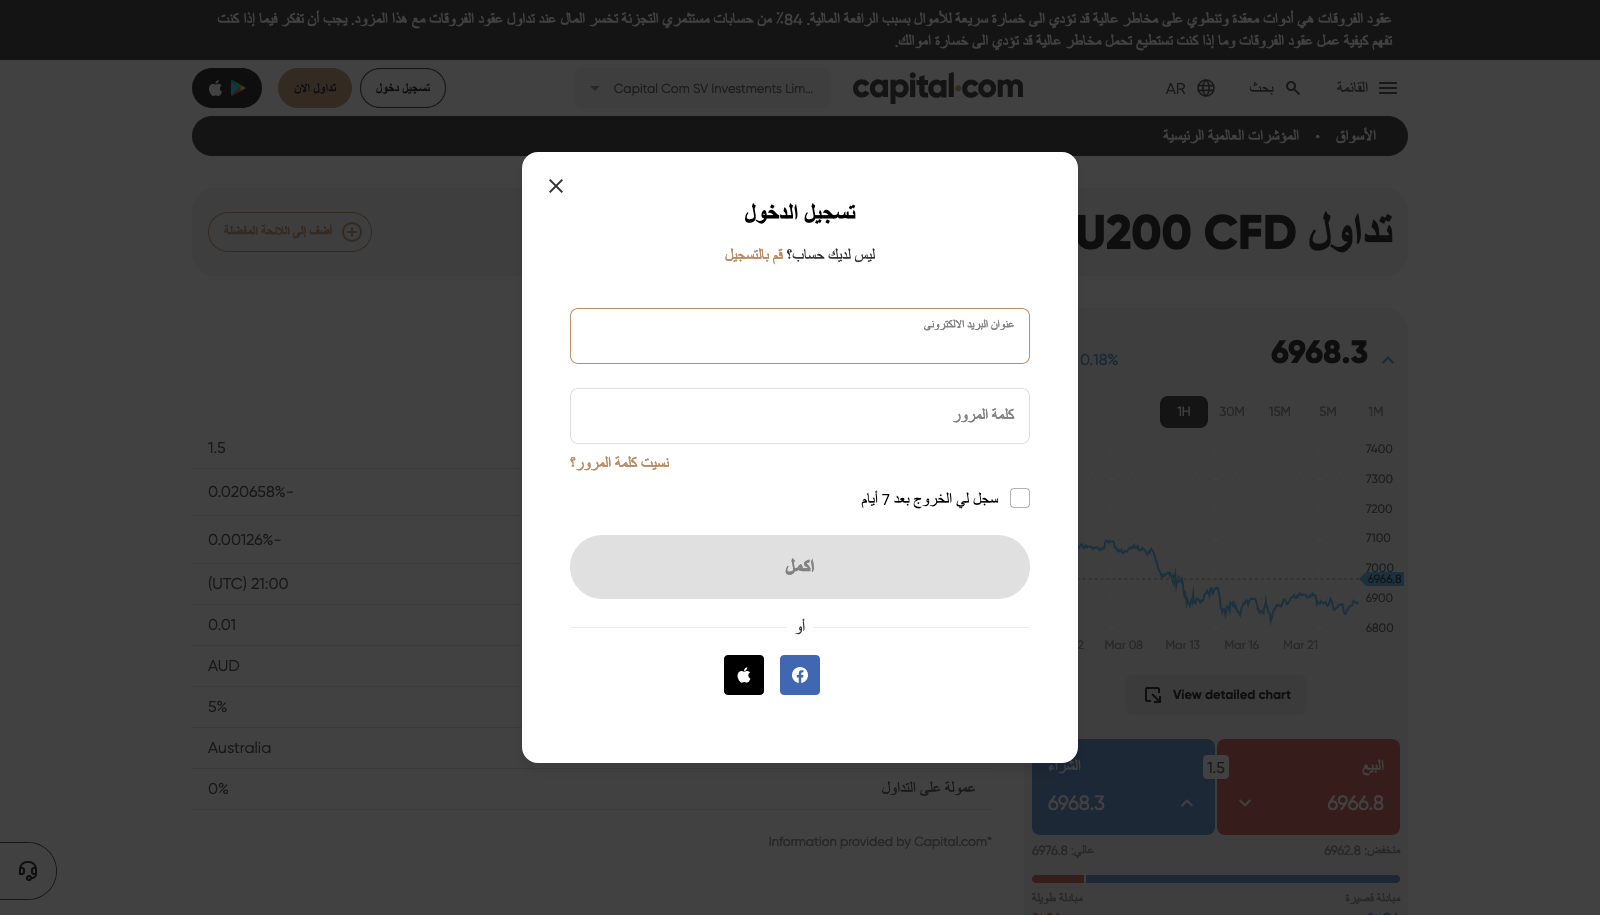 عقود الفروقات هي أدوات معقدة وتنطوي على مخاطر عالية قد تؤدي الى خسارة سريعة للأموال بسبب الرافعة المالية. 84٪ من حسابات مستثمري التجزئة تخسر المال عند تداول عقود الفروقات مع هذا المزود. يجب أن تفكر فيما إذا كنت
تفهم كيفية عمل عقود الفروقات وما إذا كنت تستطيع تحمل مخاطر عالية قد تؤدي الى خسارة اموالك.
القائمة
بحث
AR
capital.com
Capital Com SV Investments Lim...
تسجيل دخول
تداول الان
الأسواق • المؤشرات العالمية الرئيسية
تداول U200 CFD
أضف إلى اللائحة المفضلة
تسجيل الدخول
ليس لديك حساب؟ قم بالتسجيل
عنوان البريد الالكتروني
كلمة المرور
نسيت كلمة المرور؟
سجل لي الخروج بعد 7 أيام
اكمل
أو
6968.3
0.18%
1H 30M 15M 5M 1M
7400
7300
7200
7100
7000
6966.8
6900
6800
2 Mar 08 Mar 13 Mar 16 Mar 21
View detailed chart
البيع
6966.8
1.5
الشراء
6968.3
منخفض: 6962.8
عالي: 6976.8
مبادلة قصيرة
مبادلة طويلة
1.5
0.020658%-
0.00126%-
(UTC) 21:00
0.01
AUD
5%
Australia
عمولة على التداول
0%
Information provided by Capital.com*